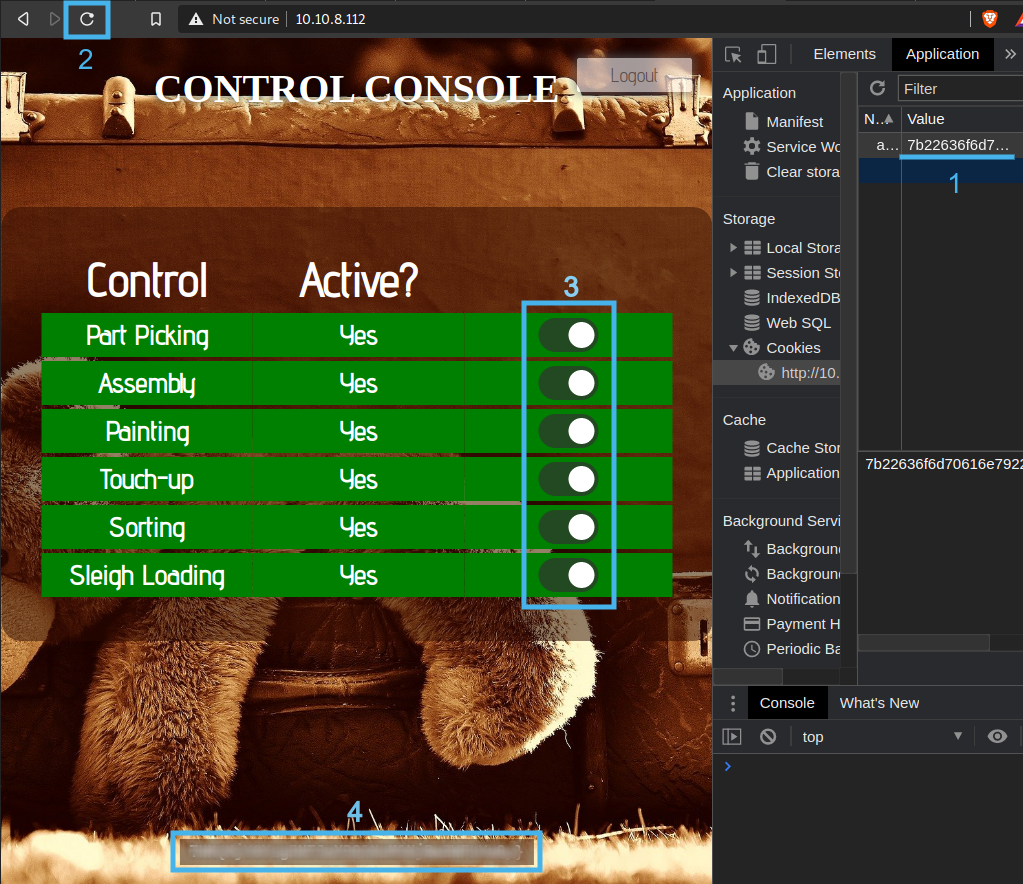 Not secure 10.10.8.112
2
CONTROL CONSOLE
Logout
Control Active?
3
Part Picking Yes
Assembly Yes
Painting Yes
Touch-up Yes
Sorting Yes
Sleigh Loading Yes
4
Elements Application »
Application
Manifest
Service Wo
Clear stora
Storage
Local Stora
Session Sto
IndexedDB
Web SQL
Cookies
http://10.
Cache
Cache Stor
Application
Background Servi
Background
Background
Notification
Payment H
Periodic Ba
Filter
N... Value
a... 7b22636f6d7...
1
7b22636f6d70616e7922
Console What's New
top